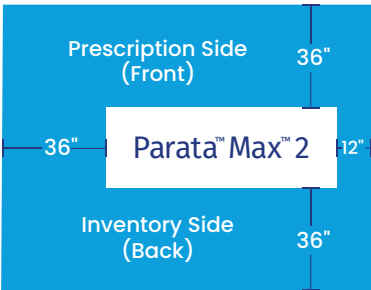 Prescription Side
(Front)
36"
36"
Parata™ Max™ 2
12"
Inventory Side
(Back)
36"